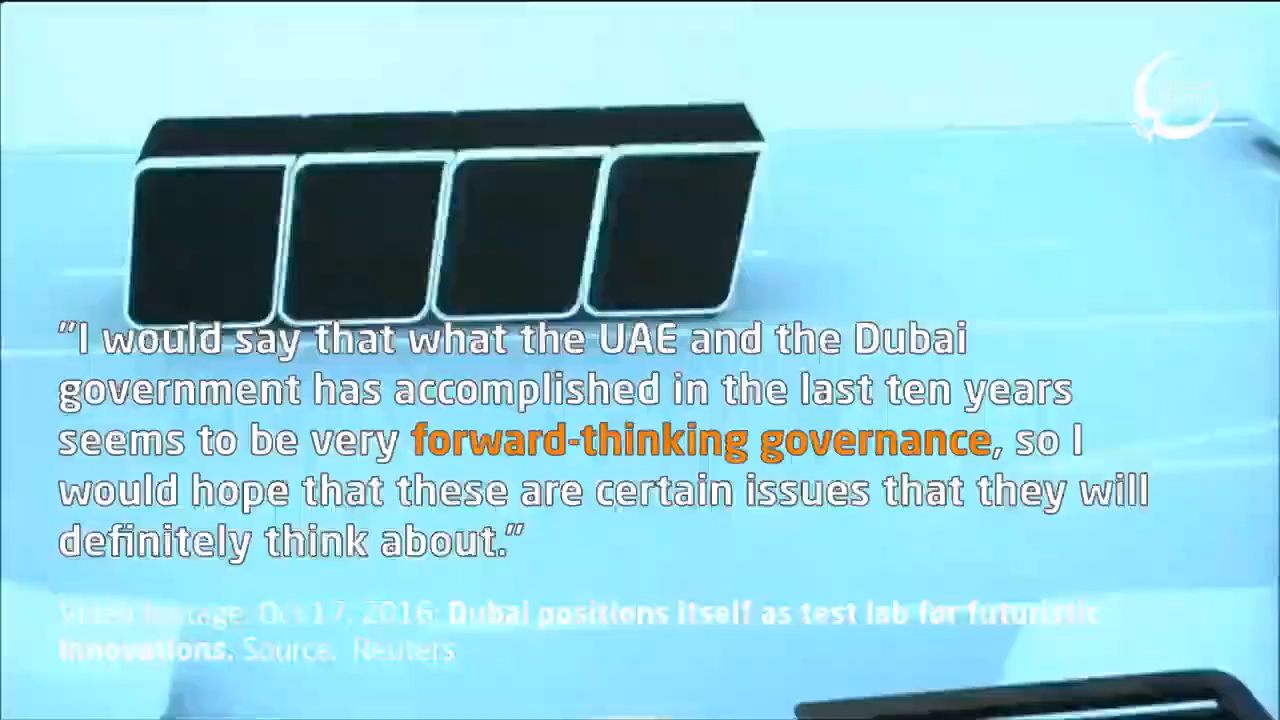 "I would say that what the UAE and the Dubai
government has accomplished in the last ten years
seems to be very forward-thinking governance, so I
would hope that these are certain issues that they will
definitely think about."
Video footage. Oct 17, 2016: Dubai positions itself as test lab for futuristic
innovations. Source. Reuters